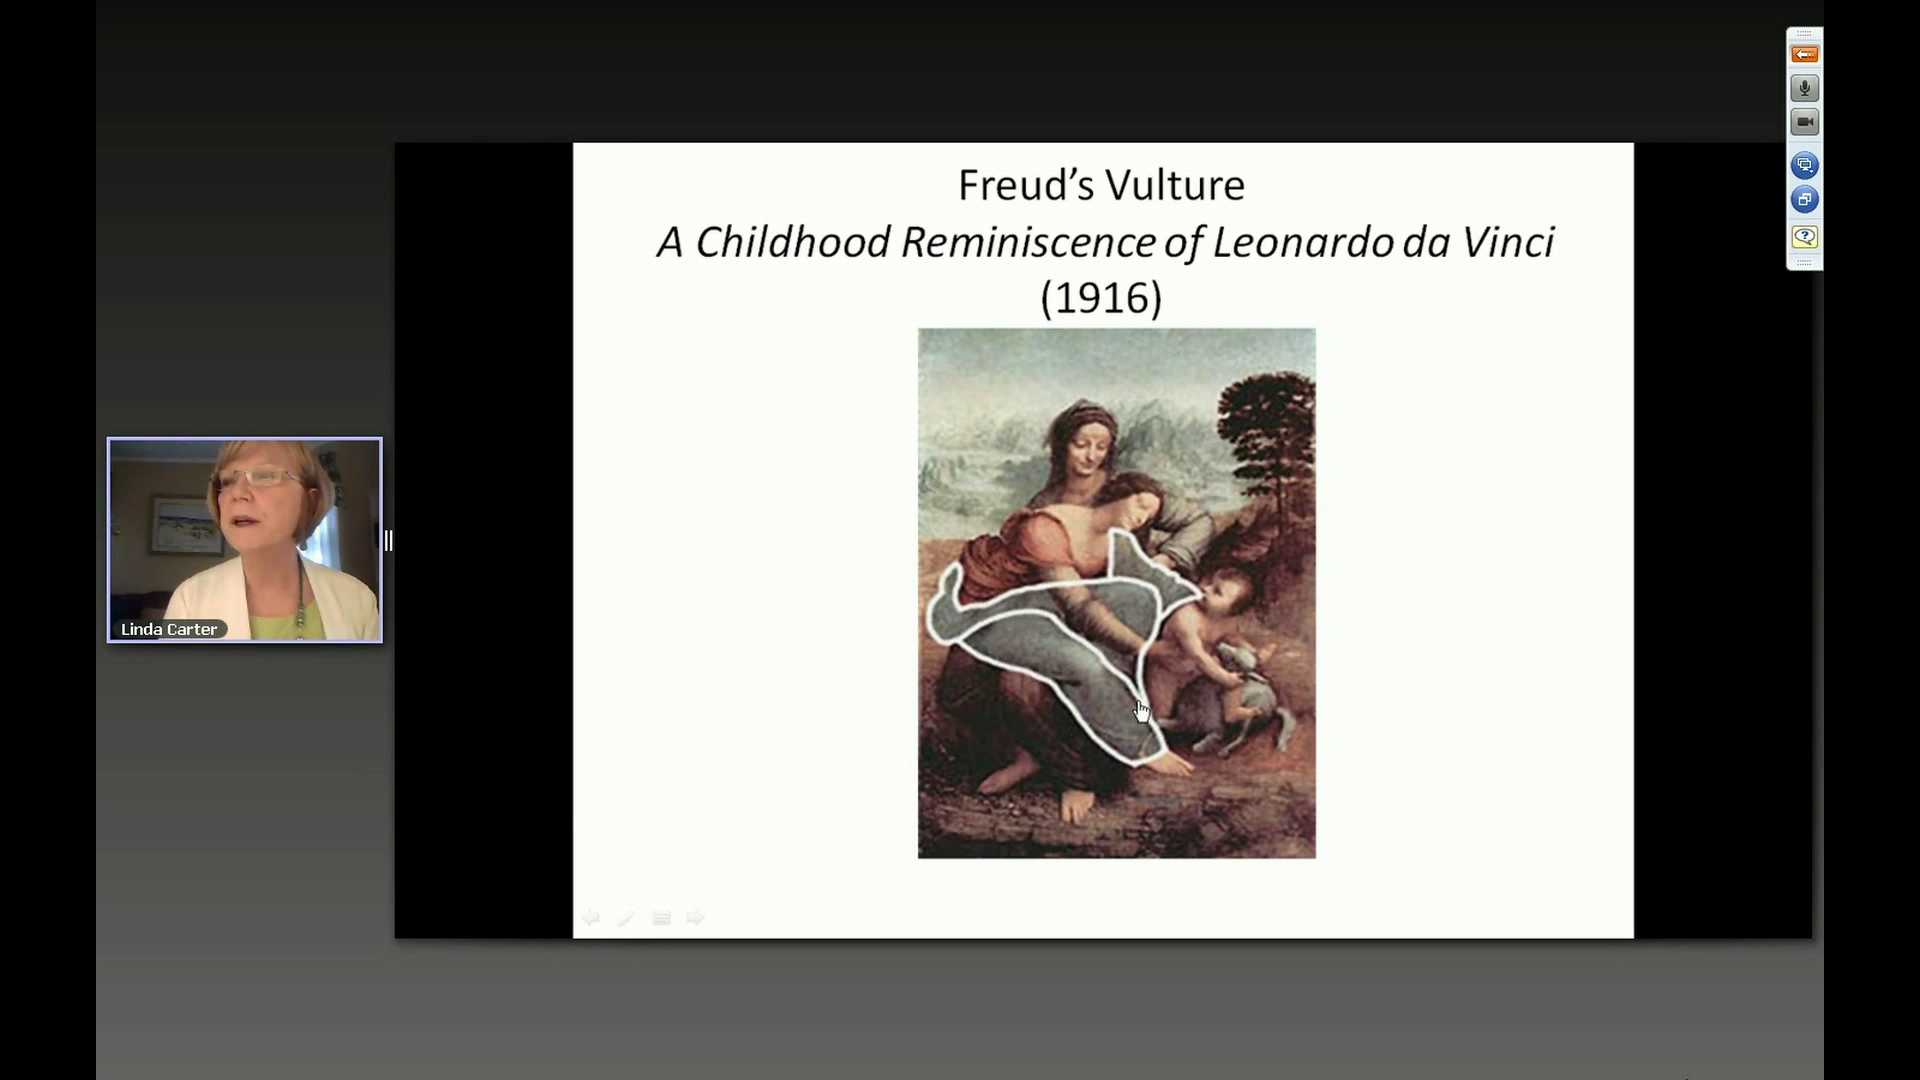 Freud’s Vulture
A Childhood Reminiscence of Leonardo da Vinci
(1916)
Linda Carter